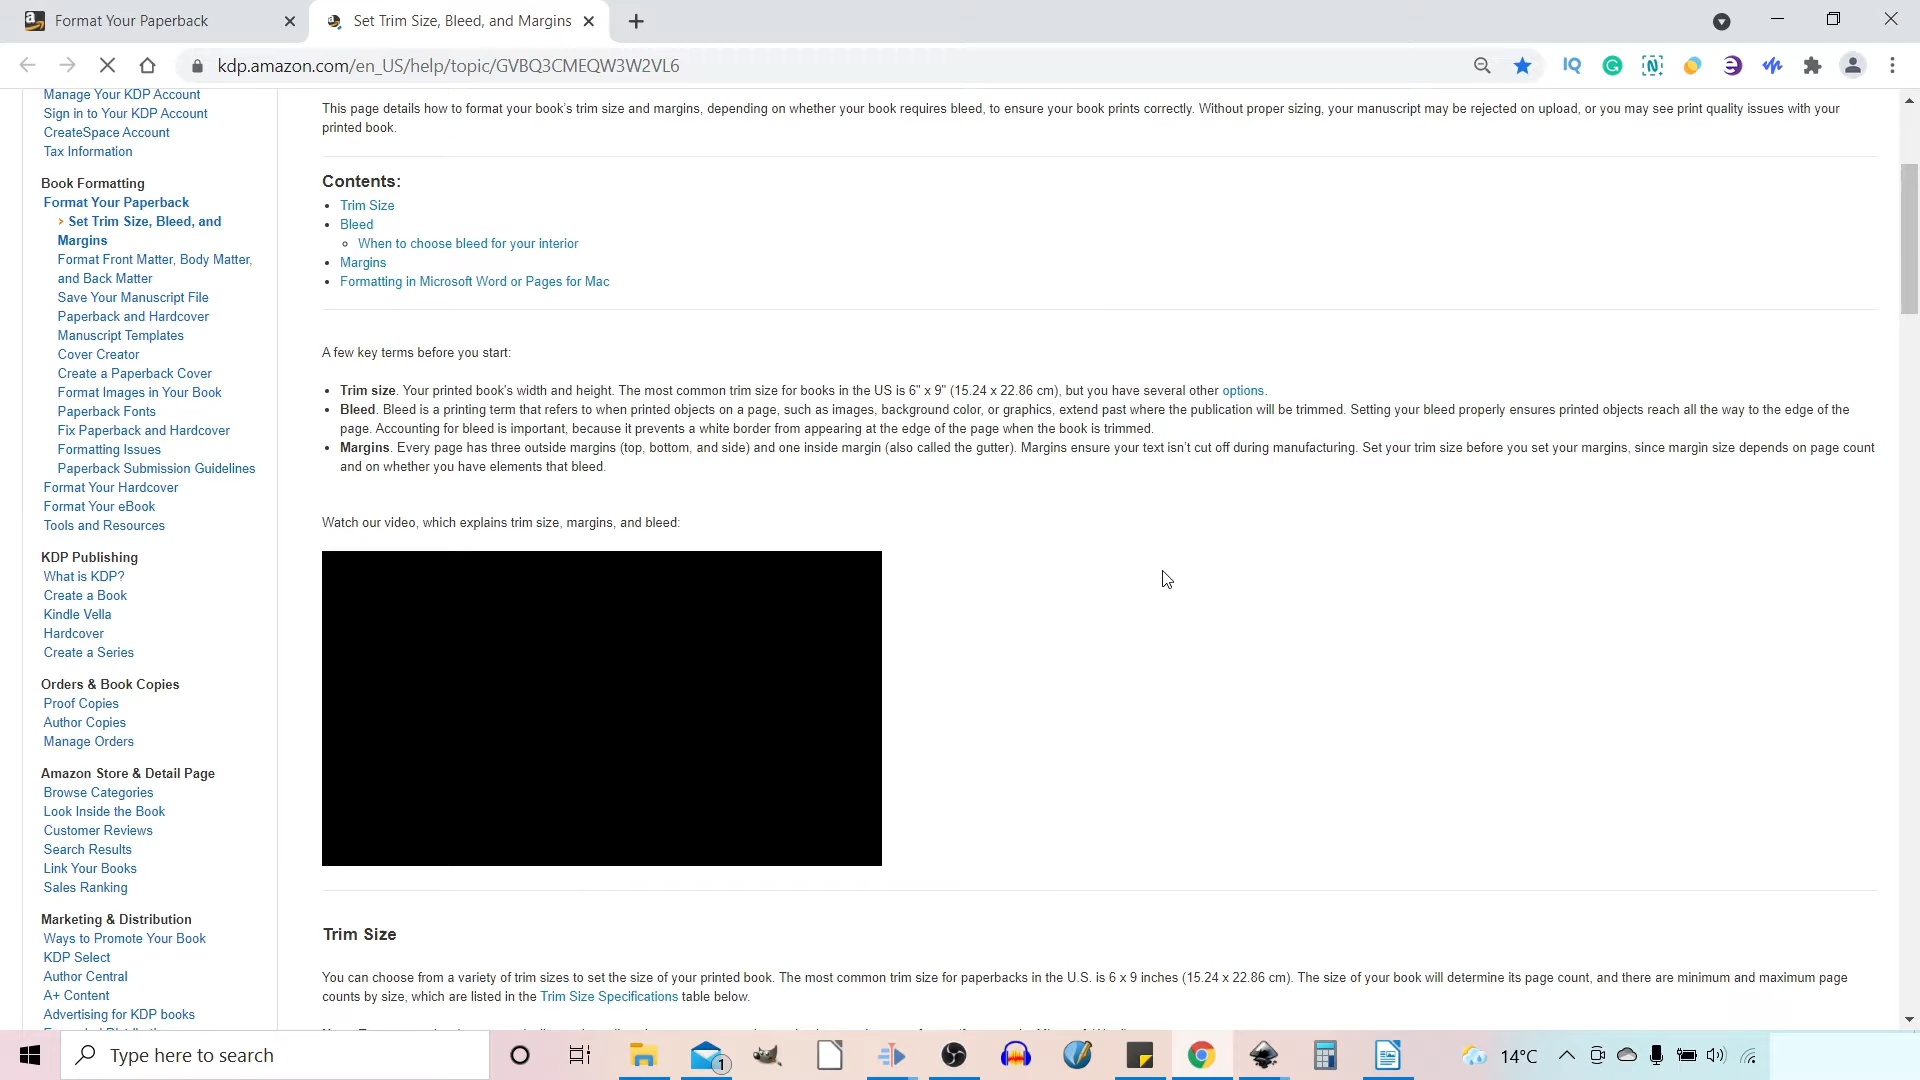 Format Your Paperback
Set Trim Size, Bleed, and Margins
kdp.amazon.com/en_US/help/topic/GVBQ3CMEQW3W2VL6
Manage Your KDP Account
Sign in to Your KDP Account
CreateSpace Account
Tax Information
Book Formatting
Format Your Paperback
› Set Trim Size, Bleed, and
Margins
Format Front Matter, Body Matter,
and Back Matter
Save Your Manuscript File
Paperback and Hardcover
Manuscript Templates
Cover Creator
Create a Paperback Cover
Format Images in Your Book
Paperback Fonts
Fix Paperback and Hardcover
Formatting Issues
Paperback Submission Guidelines
Format Your Hardcover
Format Your eBook
Tools and Resources
KDP Publishing
What is KDP?
Create a Book
Kindle Vella
Hardcover
Create a Series
Orders & Book Copies
Proof Copies
Author Copies
Manage Orders
Amazon Store & Detail Page
Browse Categories
Look Inside the Book
Customer Reviews
Search Results
Link Your Books
Sales Ranking
Marketing & Distribution
Ways to Promote Your Book
KDP Select
Author Central
A+ Content
Advertising for KDP books
This page details how to format your book's trim size and margins, depending on whether your book requires bleed, to ensure your book prints correctly. Without proper sizing, your manuscript may be rejected on upload, or you may see print quality issues with your
printed book.
Contents:
• Trim Size
• Bleed
◦ When to choose bleed for your interior
• Margins
• Formatting in Microsoft Word or Pages for Mac
A few key terms before you start:
• Trim size. Your printed book's width and height. The most common trim size for books in the US is 6" x 9" (15.24 x 22.86 cm), but you have several other options.
• Bleed. Bleed is a printing term that refers to when printed objects on a page, such as images, background color, or graphics, extend past where the publication will be trimmed. Setting your bleed properly ensures printed objects reach all the way to the edge of the
page. Accounting for bleed is important, because it prevents a white border from appearing at the edge of the page when the book is trimmed.
• Margins. Every page has three outside margins (top, bottom, and side) and one inside margin (also called the gutter). Margins ensure your text isn't cut off during manufacturing. Set your trim size before you set your margins, since margin size depends on page count
and on whether you have elements that bleed.
Watch our video, which explains trim size, margins, and bleed:
Trim Size
You can choose from a variety of trim sizes to set the size of your printed book. The most common trim size for paperbacks in the U.S. is 6 x 9 inches (15.24 x 22.86 cm). The size of your book will determine its page count, and there are minimum and maximum page
counts by size, which are listed in the Trim Size Specifications table below.
Type here to search
1
14°C